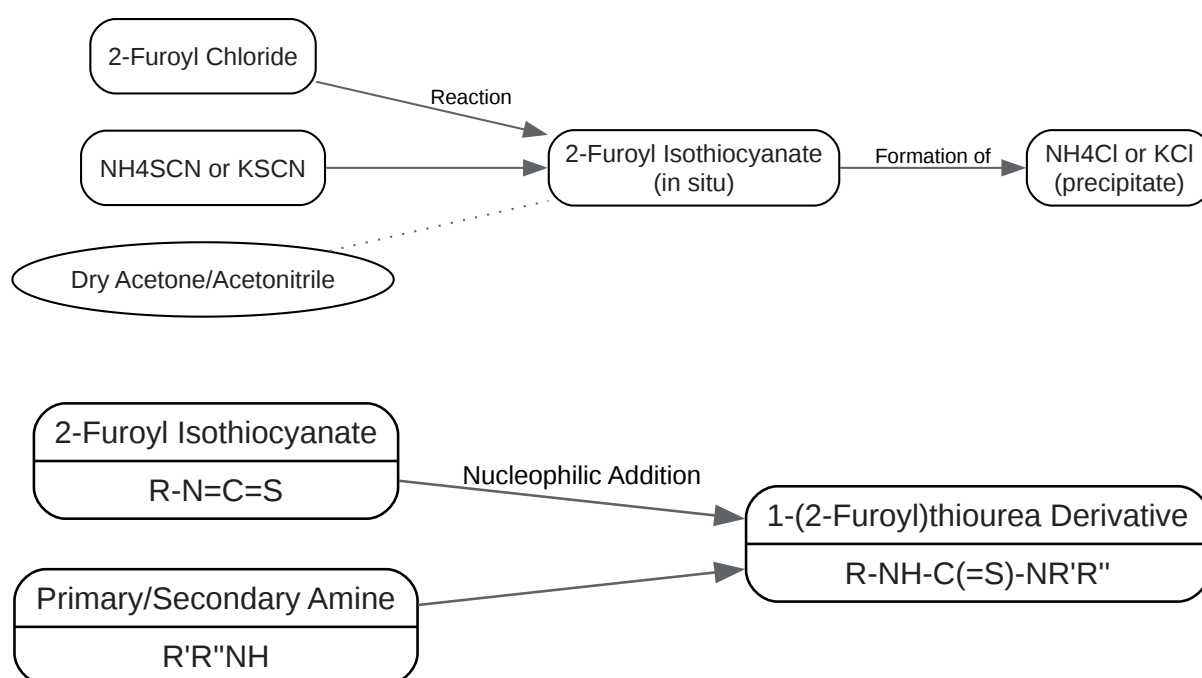 2-Furoyl Chloride
Reaction
NH4SCN or KSCN
2-Furoyl Isothiocyanate
(in situ)
Formation of
NH4Cl or KCl
(precipitate)
Dry Acetone/Acetonitrile
2-Furoyl Isothiocyanate
R-N=C=S
Nucleophilic Addition
1-(2-Furoyl)thiourea Derivative
R-NH-C(=S)-NR'R"
Primary/Secondary Amine
R'R"NH